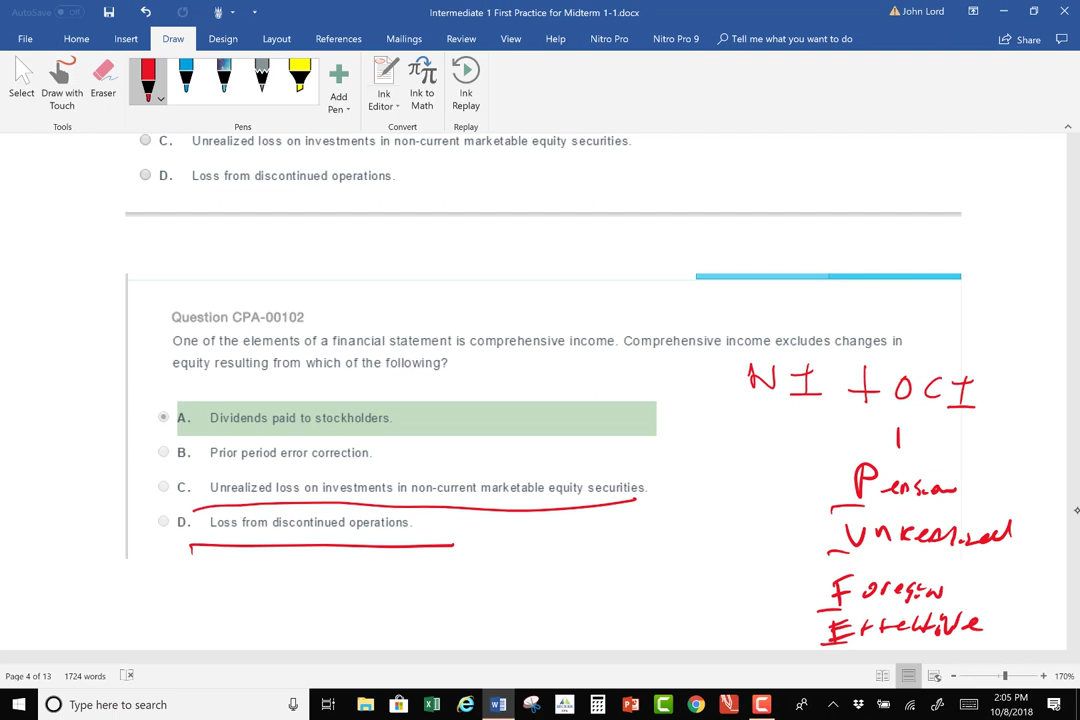 AutoSave Off
Intermediate 1 First Practice for Midterm 1-1.docx
John Lord
File Home Insert Draw Design Layout References Mailings Review View Help Nitro Pro Nitro Pro 9 Tell me what you want to do
Share
Select
Draw with Touch
Eraser
Add Pen
Ink Editor
Ink to Math
Ink Replay
Tools Pens Convert Replay
C. Unrealized loss on investments in non-current marketable equity securities.
D. Loss from discontinued operations.
Question CPA-00102
One of the elements of a financial statement is comprehensive income. Comprehensive income excludes changes in
equity resulting from which of the following?
NI + OCI
A. Dividends paid to stockholders.
B. Prior period error correction.
C. Unrealized loss on investments in non-current marketable equity securities.
Pension
D. Loss from discontinued operations.
Page 4 of 13 1724 words
170%
Type here to search
2:05 PM
10/8/2018